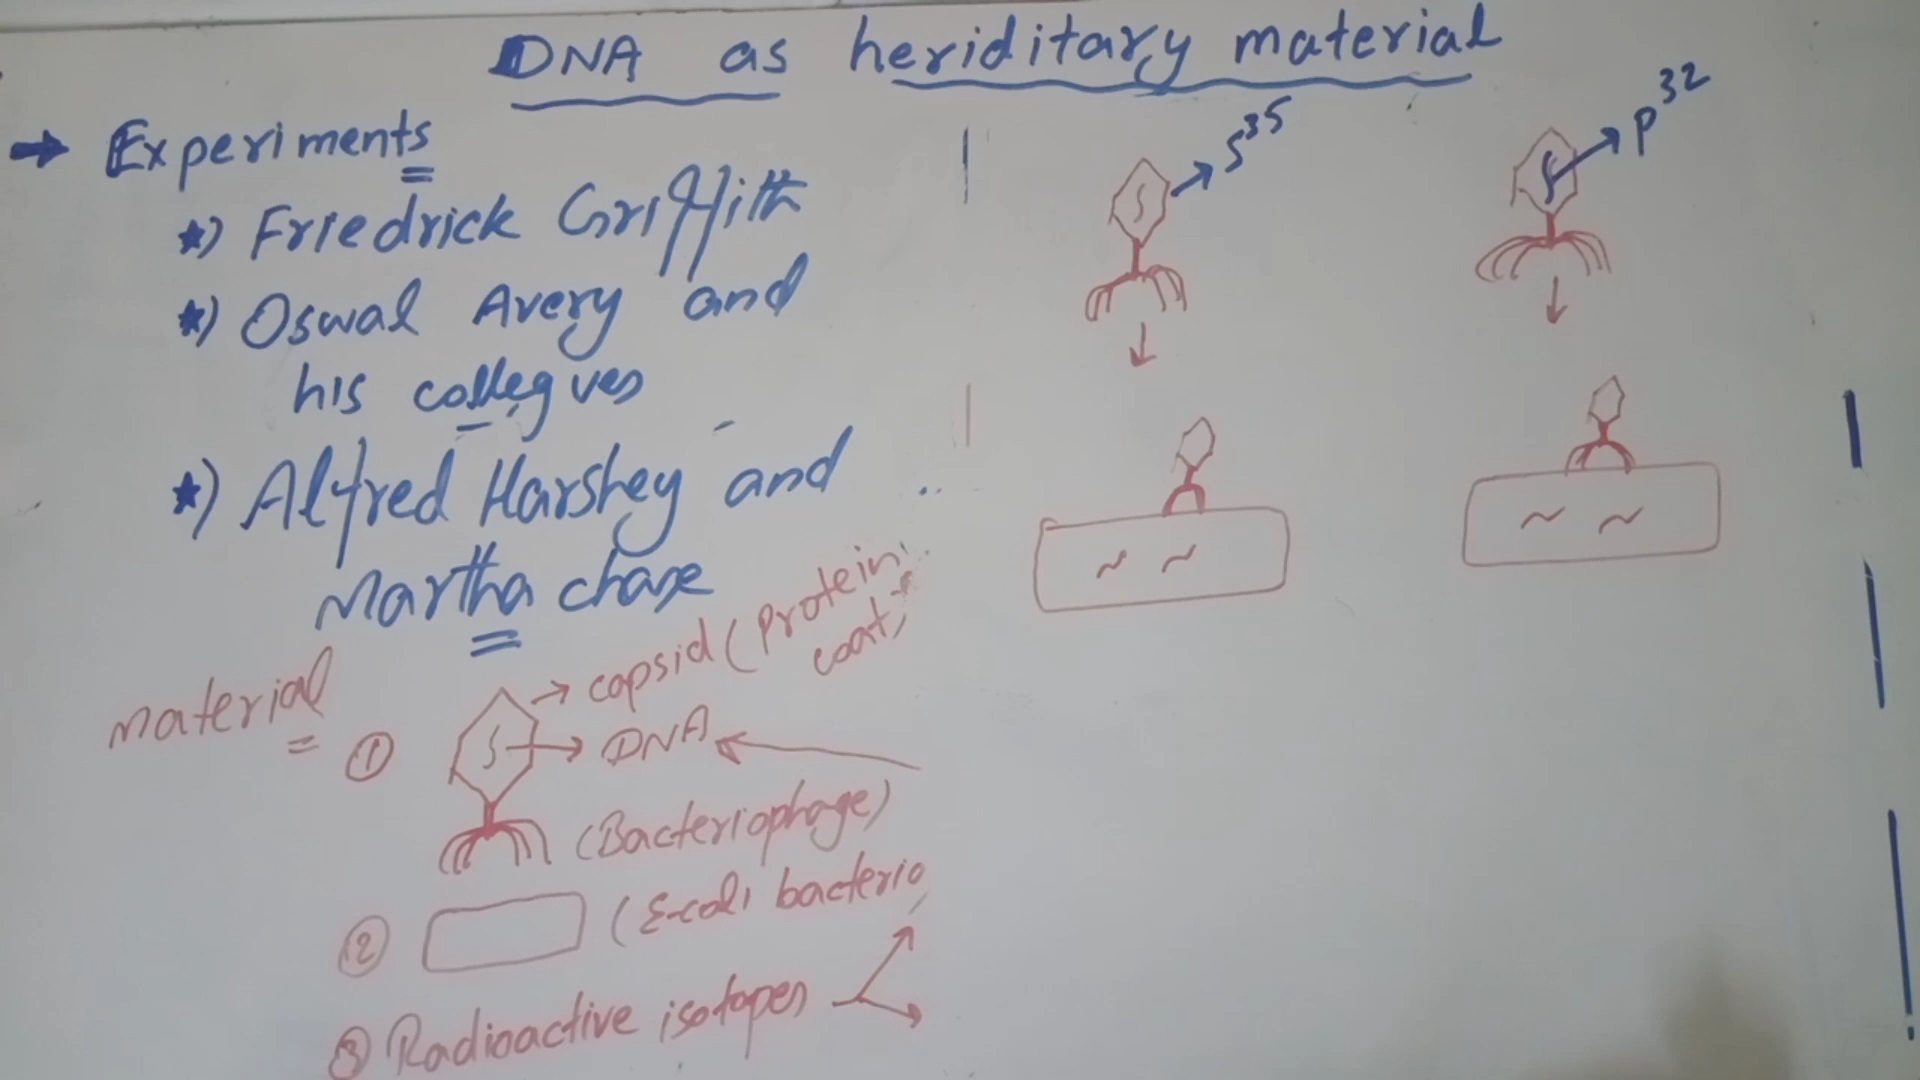 DNA as heriditary material
→ Experiments
*) Friedrick Griffith
*) Oswal Avery and
his collegues
*) Alfred Harshey and
Martha chase
material
① → capsid (Protein
coat)
→ DNA
(Bacteriophage)
② (E-coli bacteria
③ Radioactive isotopes
S35
P32